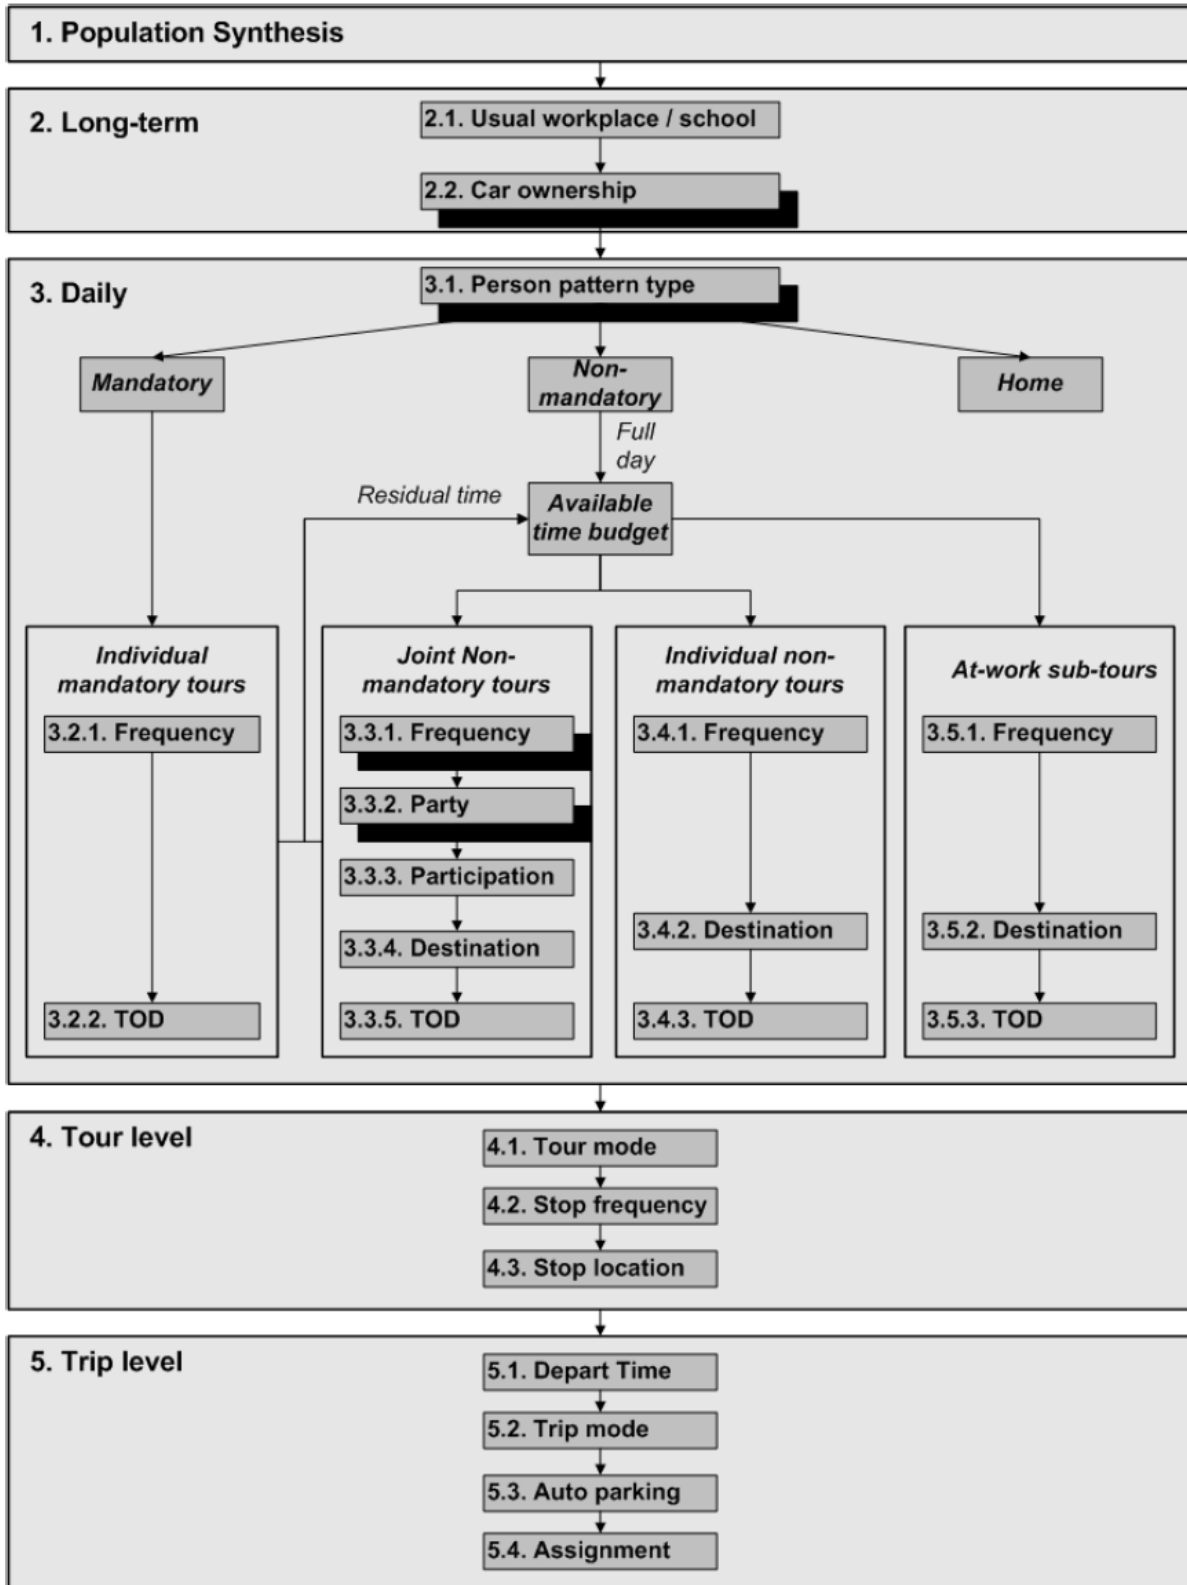 1. Population Synthesis
2. Long-term
2.1. Usual workplace / school
2.2. Car ownership
3. Daily
3.1. Person pattern type
Mandatory
Non-
mandatory
Home
Full
day
Residual time
Available
time budget
Individual
mandatory tours
3.2.1. Frequency
3.2.2. TOD
Joint Non-
mandatory tours
3.3.1. Frequency
3.3.2. Party
3.3.3. Participation
3.3.4. Destination
3.3.5. TOD
Individual non-
mandatory tours
3.4.1. Frequency
3.4.2. Destination
3.4.3. TOD
At-work sub-tours
3.5.1. Frequency
3.5.2. Destination
3.5.3. TOD
4. Tour level
4.1. Tour mode
4.2. Stop frequency
4.3. Stop location
5. Trip level
5.1. Depart Time
5.2. Trip mode
5.3. Auto parking
5.4. Assignment